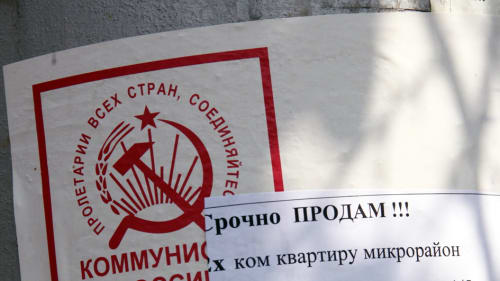 ПРОЛЕТАРИИ ВСЕХ СТРАН, СОЕДИНЯЙТЕС
КОММУНИС
Срочно ПРОДАМ !!!
х ком квартиру микрорайон